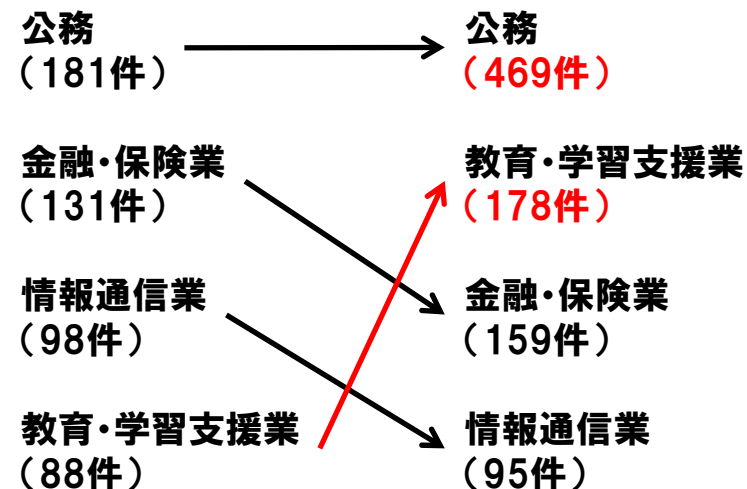 公務
（181件）
金融・保険業
（131件）
情報通信業
（98件）
教育・学習支援業
（88件）
公務
（469件）
教育・学習支援業
（178件）
金融・保険業
（159件）
情報通信業
（95件）